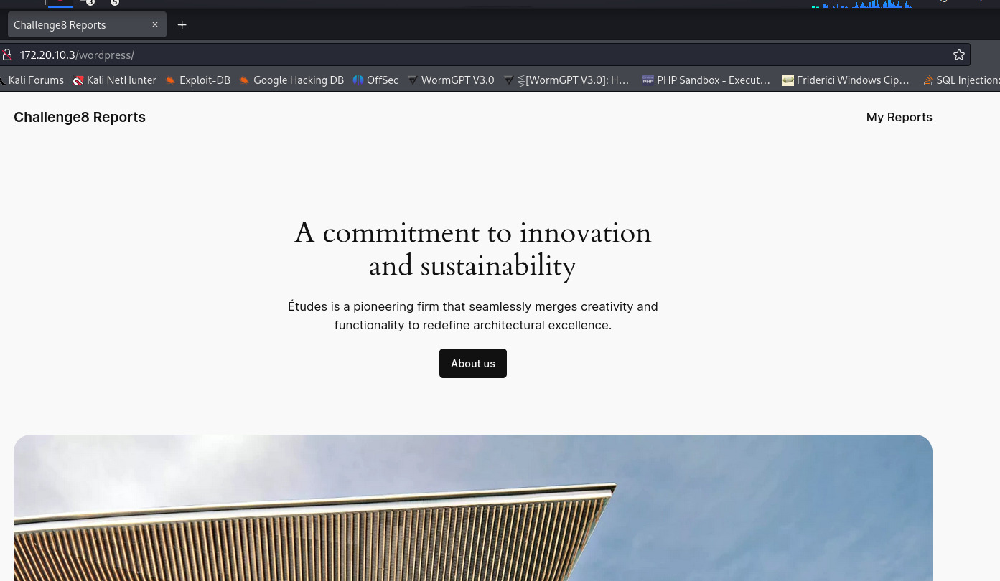 3
5
Challenge8 Reports
172.20.10.3/wordpress/
Kali Forums Kali NetHunter Exploit-DB Google Hacking DB OffSec WormGPT V3.0 [WormGPT V3.0]: H... PHP Sandbox - Execut... Friderici Windows Cip... SQL Injection:
Challenge8 Reports My Reports
A commitment to innovation
and sustainability
Études is a pioneering firm that seamlessly merges creativity and
functionality to redefine architectural excellence.
About us